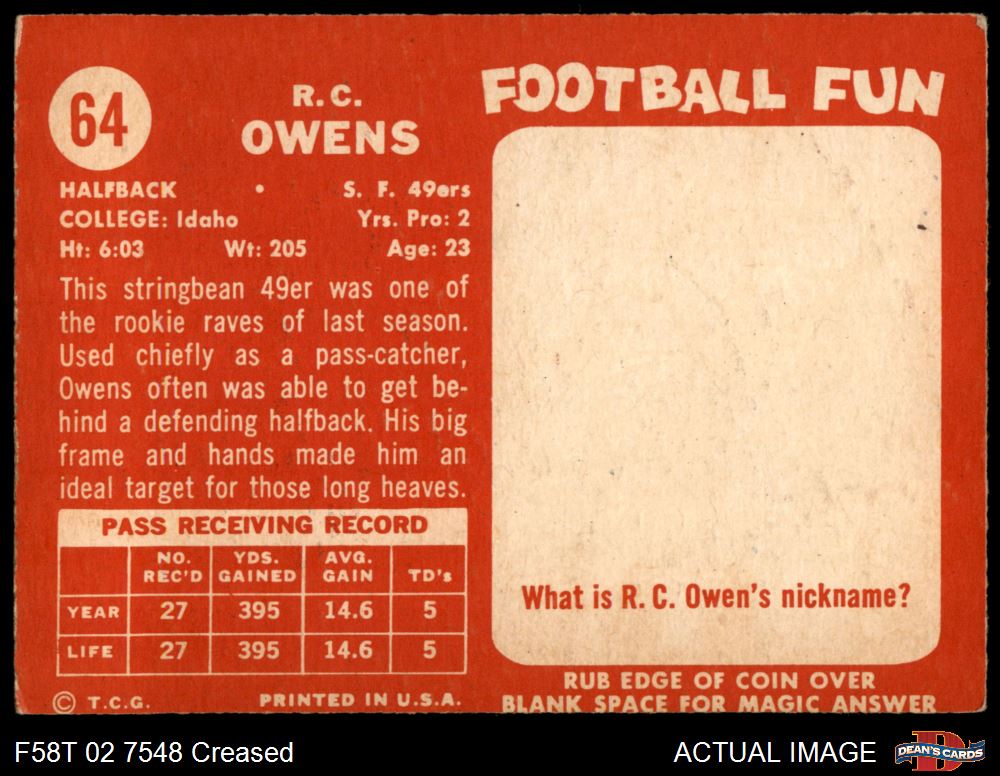 64
R. C.
OWENS
HALFBACK • S. F. 49ers
COLLEGE: Idaho Yrs. Pro: 2
Ht: 6:03 Wt: 205 Age: 23
This stringbean 49er was one of
the rookie raves of last season.
Used chiefly as a pass-catcher,
Owens often was able to get be-
hind a defending halfback. His big
frame and hands made him an
ideal target for those long heaves.
PASS RECEIVING RECORD
NO. REC'D YDS. GAINED AVG. GAIN TD's
YEAR 27 395 14.6 5
LIFE 27 395 14.6 5
© T.C.G. PRINTED IN U.S.A.
FOOTBALL FUN
What is R. C. Owen's nickname?
RUB EDGE OF COIN OVER
BLANK SPACE FOR MAGIC ANSWER
F58T 02 7548 Creased ACTUAL IMAGE
DEAN'S CARDS